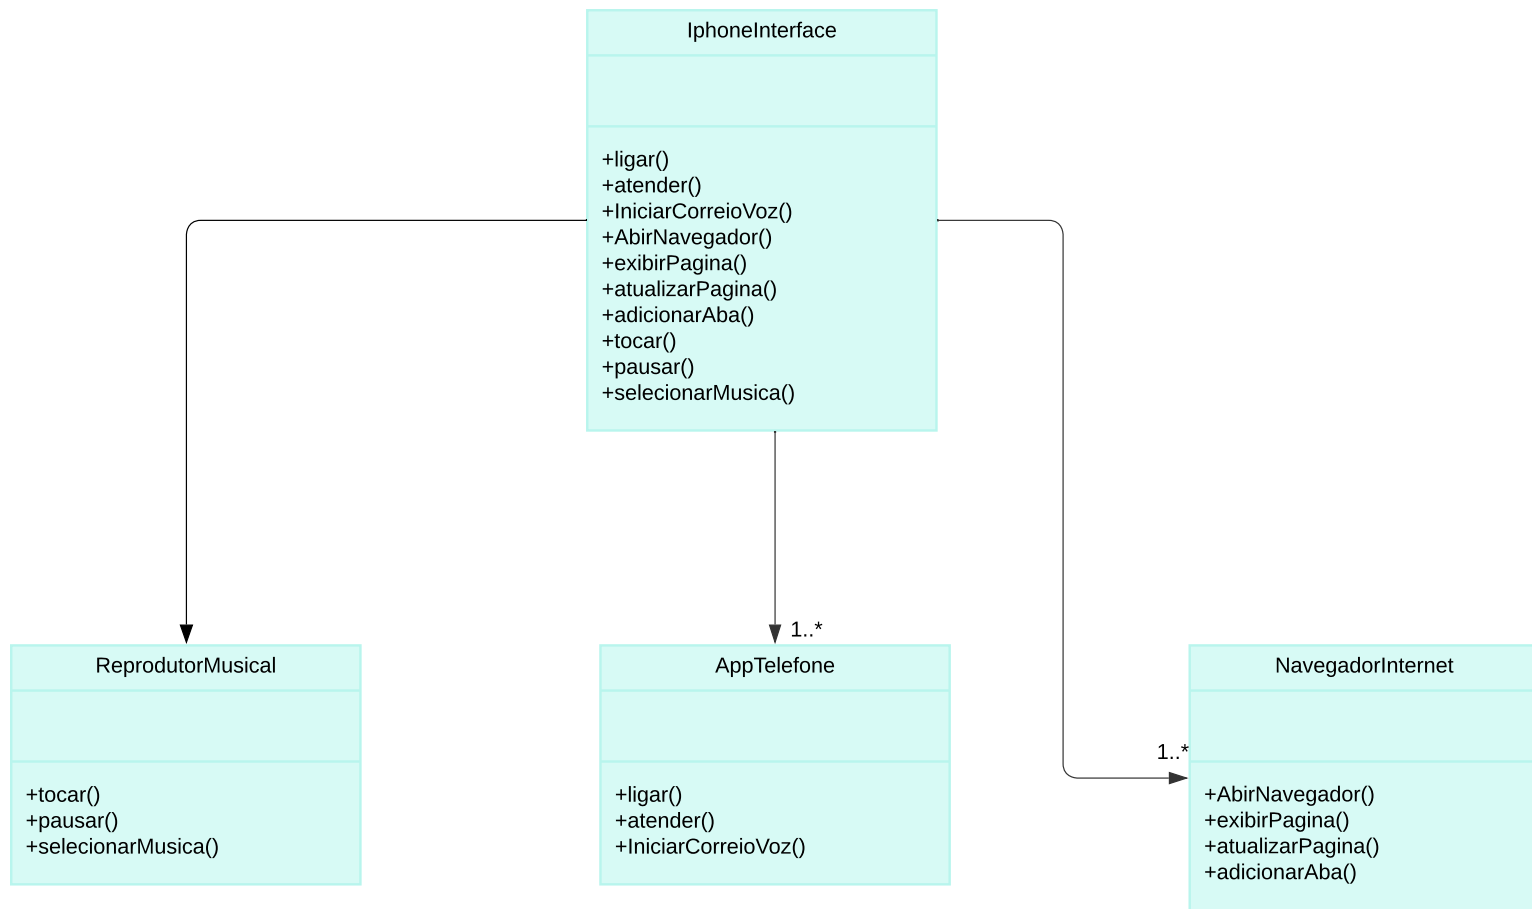 IphoneInterface
+ligar()
+atender()
+IniciarCorreioVoz()
+AbirNavegador()
+exibirPagina()
+atualizarPagina()
+adicionarAba()
+tocar()
+pausar()
+selecionarMusica()
1..*
ReprodutorMusical
+tocar()
+pausar()
+selecionarMusica()
AppTelefone
+ligar()
+atender()
+IniciarCorreioVoz()
NavegadorInternet
1..*
+AbirNavegador()
+exibirPagina()
+atualizarPagina()
+adicionarAba()